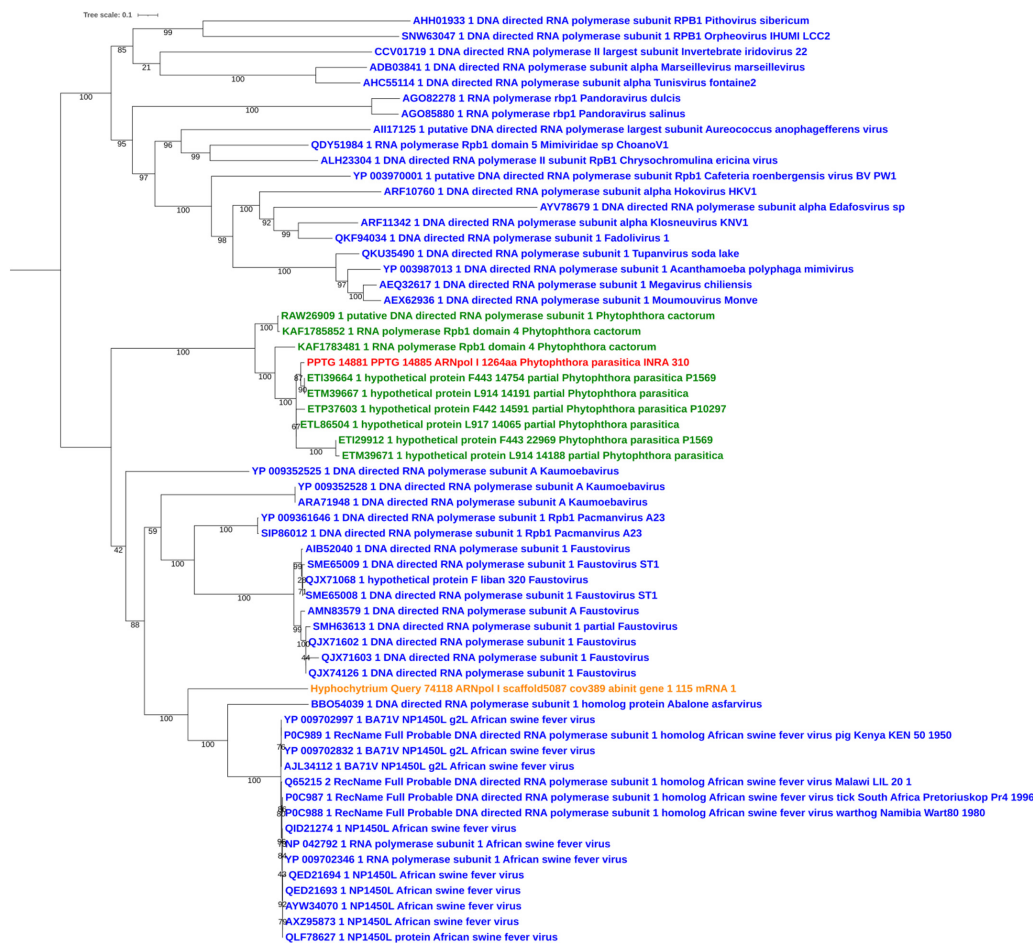 Tree scale: 0.1
AHH01933 1 DNA directed RNA polymerase subunit RPB1 Pithovirus sibericum
99
SNW63047 1 DNA directed RNA polymerase subunit 1 RPB1 Orpheovirus IHUMI LCC2
85
CCV01719 1 DNA directed RNA polymerase II largest subunit Invertebrate iridovirus 22
21
ADB03841 1 DNA directed RNA polymerase subunit alpha Marseillevirus marseillevirus
100
AHC55114 1 DNA directed RNA polymerase subunit alpha Tunisvirus fontaine2
100
AGO82278 1 RNA polymerase rbp1 Pandoravirus dulcis
100
AGO85880 1 RNA polymerase rbp1 Pandoravirus salinus
AII17125 1 putative DNA directed RNA polymerase largest subunit Aureococcus anophagefferens virus
95
96
QDY51984 1 RNA polymerase Rpb1 domain 5 Mimiviridae sp ChoanoV1
99
ALH23304 1 DNA directed RNA polymerase II subunit RpB1 Chrysochromulina ericina virus
97
YP 003970001 1 putative DNA directed RNA polymerase subunit Rpb1 Cafeteria roenbergensis virus BV PW1
ARF10760 1 DNA directed RNA polymerase subunit alpha Hokovirus HKV1
100
100
AYV78679 1 DNA directed RNA polymerase subunit alpha Edafosvirus sp
92
ARF11342 1 DNA directed RNA polymerase subunit alpha Klosneuvirus KNV1
99
98
QKF94034 1 DNA directed RNA polymerase subunit 1 Fadolivirus 1
QKU35490 1 DNA directed RNA polymerase subunit 1 Tupanvirus soda lake
100
YP 003987013 1 DNA directed RNA polymerase subunit 1 Acanthamoeba polyphaga mimivirus
97
AEQ32617 1 DNA directed RNA polymerase subunit 1 Megavirus chiliensis
100
AEX62936 1 DNA directed RNA polymerase subunit 1 Moumouvirus Monve
RAW26909 1 putative DNA directed RNA polymerase subunit Phytophthora cactorum
100
KAF1785852 1 RNA polymerase Rpb1 domain 4 Phytophthora cactorum
100
KAF1783481 1 RNA polymerase Rpb1 domain 4 Phytophthora cactorum
PPTG 14881 PPTG 14885 ARNpol I 1264aa Phytophthora parasitica INRA 310
100
87
ETI39664 1 hypothetical protein F443 14754 partial Phytophthora parasitica P1569
90
ETM39667 1 hypothetical protein L914 14191 partial Phytophthora parasitica
100
ETP37603 1 hypothetical protein F442 14591 partial Phytophthora parasitica P10297
67
ETL86504 1 hypothetical protein L917 14065 partial Phytophthora parasitica
ETI29912 1 hypothetical protein F443 22969 Phytophthora parasitica P1569
100
ETM39671 1 hypothetical protein L914 14188 partial Phytophthora parasitica
YP 009352525 1 DNA directed RNA polymerase subunit A Kaumoebavirus
YP 009352528 1 DNA directed RNA polymerase subunit A Kaumoebavirus
100
ARA71948 1 DNA directed RNA polymerase subunit A Kaumoebavirus
YP 009361646 1 DNA directed RNA polymerase subunit 1 Rpb1 Pacmanvirus A23
59
100
SIP86012 1 DNA directed RNA polymerase subunit 1 Rpb1 Pacmanvirus A23
42
AIB52040 1 DNA directed RNA polymerase subunit 1 Faustovirus
100
SME65009 1 DNA directed RNA polymerase subunit 1 Faustovirus ST1
99
QJX71068 1 hypothetical protein F liban 320 Faustovirus
71
SME65008 1 DNA directed RNA polymerase subunit 1 Faustovirus ST1
100
AMN83579 1 DNA directed RNA polymerase subunit A Faustovirus
88
SMH63613 1 DNA directed RNA polymerase subunit 1 partial Faustovirus
99
QJX71602 1 DNA directed RNA polymerase subunit 1 Faustovirus
100
QJX71603 1 DNA directed RNA polymerase subunit 1 Faustovirus
44
QJX74126 1 DNA directed RNA polymerase subunit 1 Faustovirus
Hyphochytrium Query 74118 ARNpol I scaffold5087 cov389 abinit gene 1 115 mRNA 1
BBO54039 1 DNA directed RNA polymerase subunit 1 homolog protein Abalone asfarvirus
100
YP 009702997 1 BA71V NP1450L g2L African swine fever virus
P0C989 1 RecName Full Probable DNA directed RNA polymerase subunit 1 homolog African swine fever virus pig Kenya KEN 50 1950
100
76
YP 009702832 1 BA71V NP1450L g2L African swine fever virus
AJL34112 1 BA71V NP1450L g2L African swine fever virus
100
Q65215 2 RecName Full Probable DNA directed RNA polymerase subunit 1 homolog African swine fever virus Malawi LIL 20 1
P0C987 1 RecName Full Probable DNA directed RNA polymerase subunit 1 homolog African swine fever virus tick South Africa Pretoriuskop Pr4 1996
P0C988 1 RecName Full Probable DNA directed RNA polymerase subunit 1 homolog African swine fever virus warthog Namibia Wart80 1980
QID21274 1 NP1450L African swine fever virus
NP 042792 1 RNA polymerase subunit 1 African swine fever virus
84
YP 009702346 1 RNA polymerase subunit 1 African swine fever virus
43
QED21694 1 NP1450L African swine fever virus
QED21693 1 NP1450L African swine fever virus
92
AYW34070 1 NP1450L African swine fever virus
AXZ95873 1 NP1450L African swine fever virus
QLF78627 1 NP1450L protein African swine fever virus